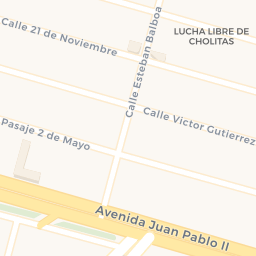 LUCHA LIBRE DE
CHOLITAS
Calle 21 de Noviembre
Calle Esteban Balboa
Calle Victor Gutierrez
Pasaje 2 de Mayo
Avenida Juan Pablo II